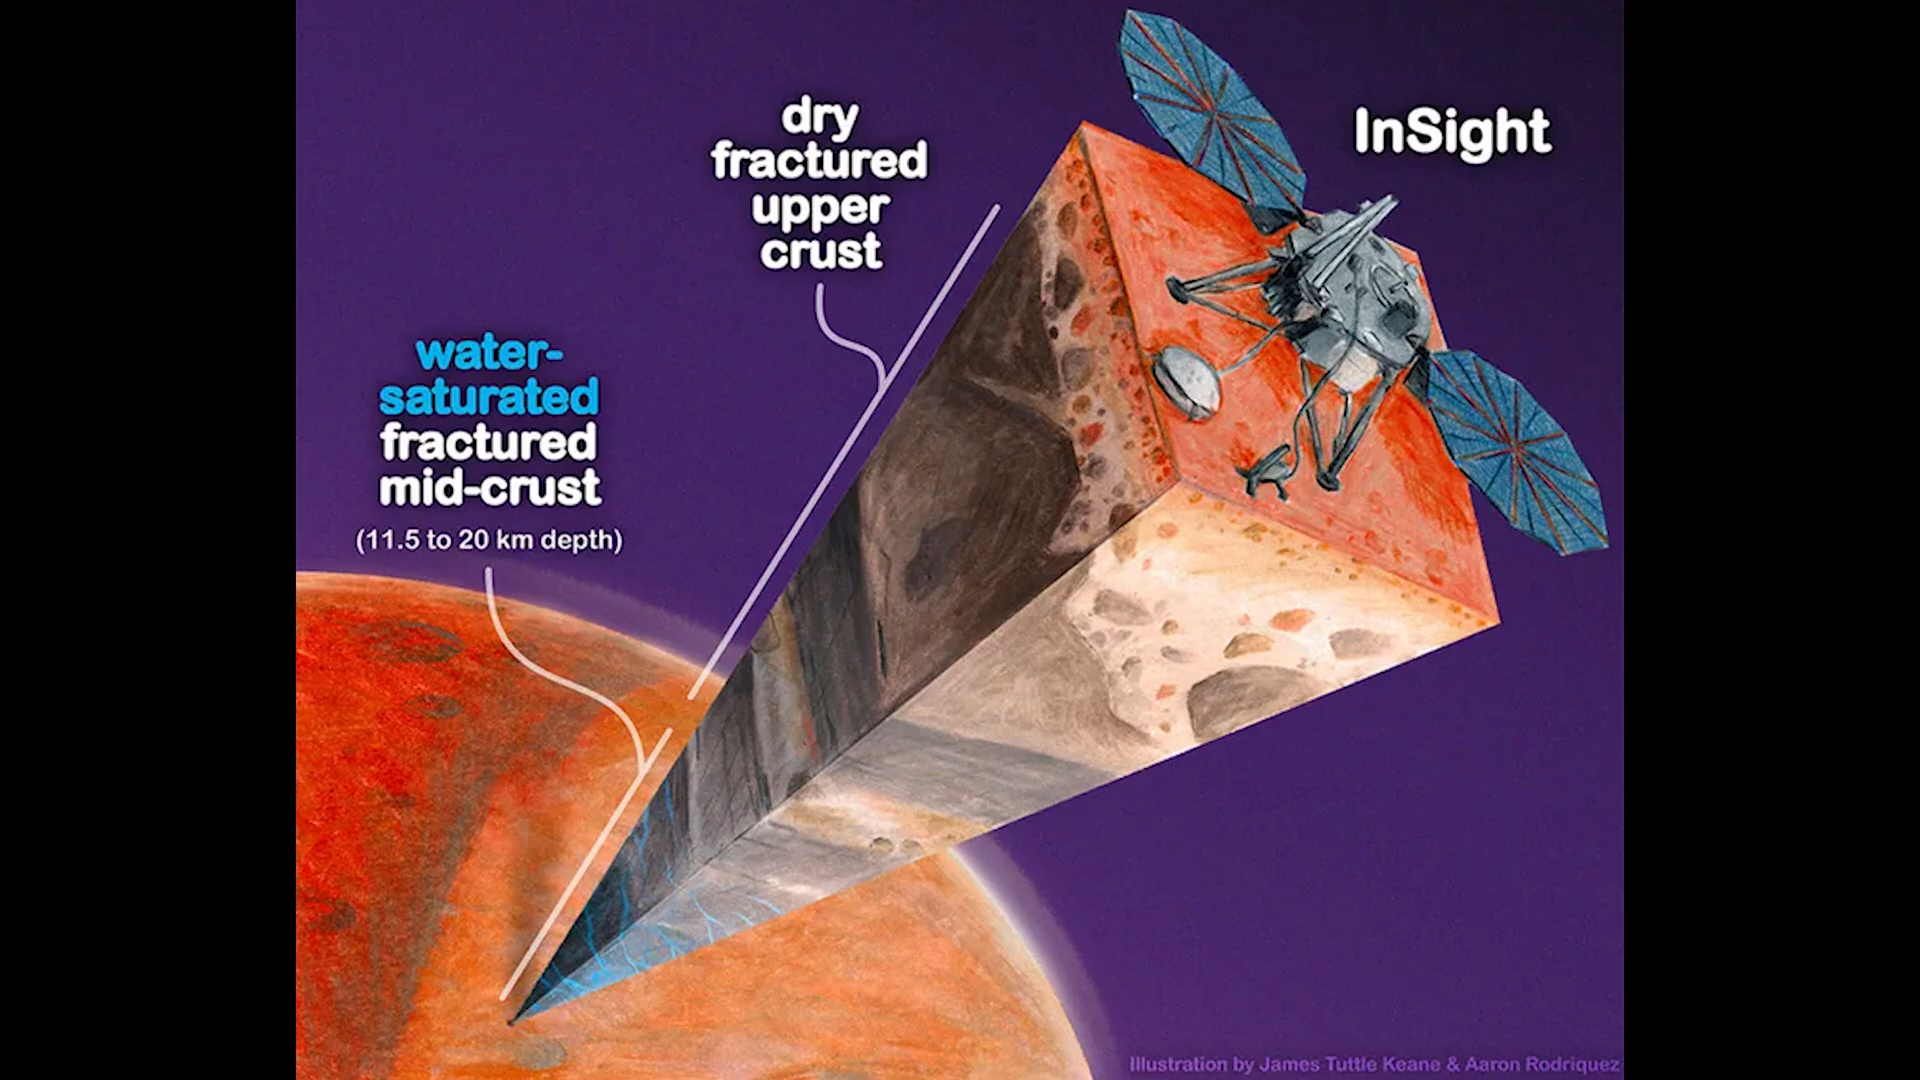 dry
fractured
upper
crust
InSight
water-
saturated
fractured
mid-crust
(11.5 to 20 km depth)
Illustration by James Tuttle Keane & Aaron Rodriquez